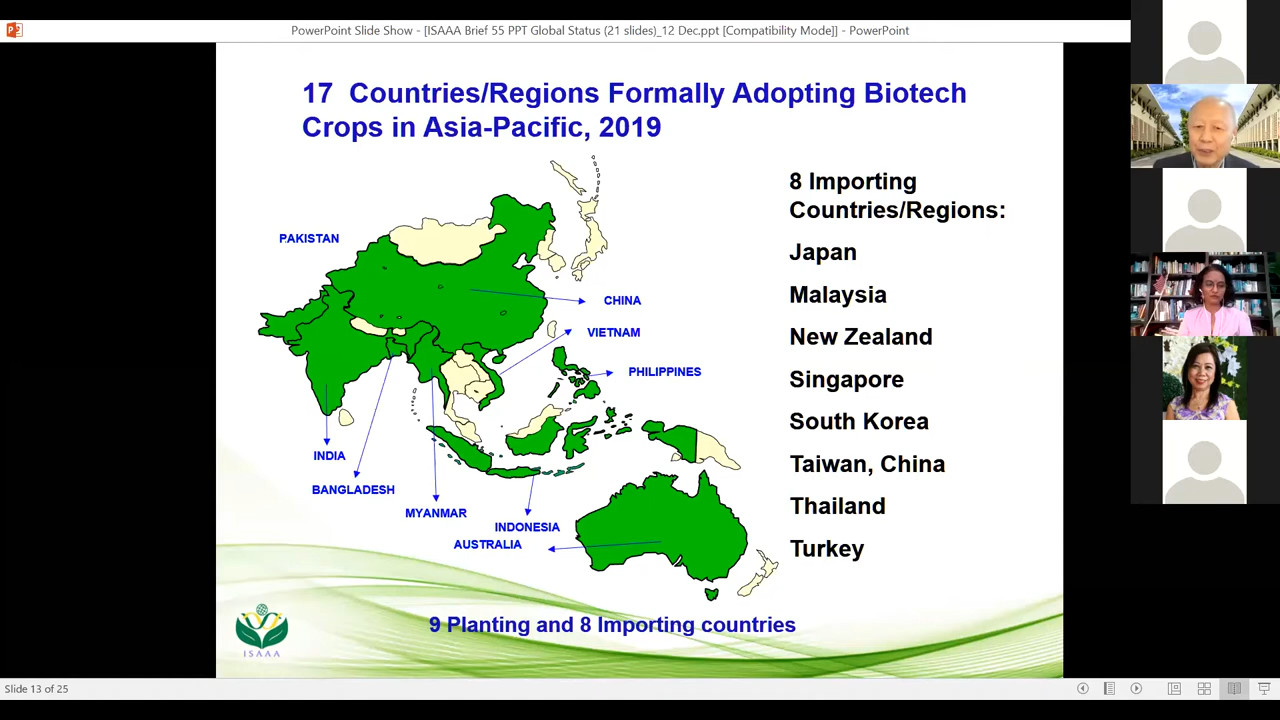 PowerPoint Slide Show - [ISAAA Brief 55 PPT Global Status (21 slides)_12 Dec.ppt [Compatibility Mode]] - PowerPoint
17 Countries/Regions Formally Adopting Biotech
Crops in Asia-Pacific, 2019
8 Importing
Countries/Regions:
Japan
Malaysia
New Zealand
Singapore
South Korea
Taiwan, China
Thailand
Turkey
PAKISTAN
CHINA
VIETNAM
PHILIPPINES
INDIA
BANGLADESH
MYANMAR
INDONESIA
AUSTRALIA
9 Planting and 8 Importing countries
ISAAA
Slide 13 of 25